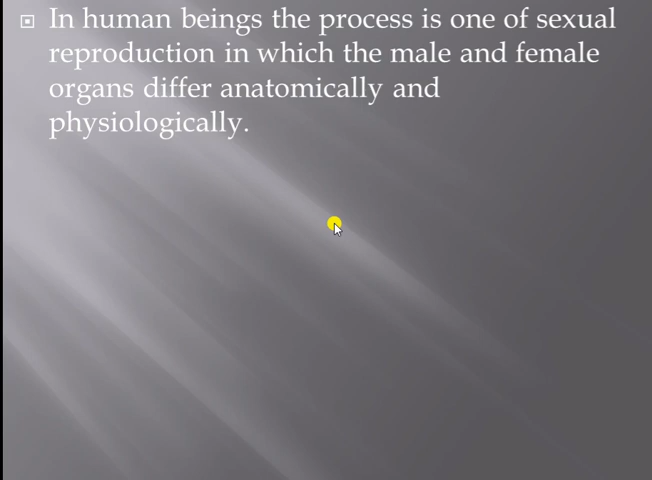 In human beings the process is one of sexual
reproduction in which the male and female
organs differ anatomically and
physiologically.